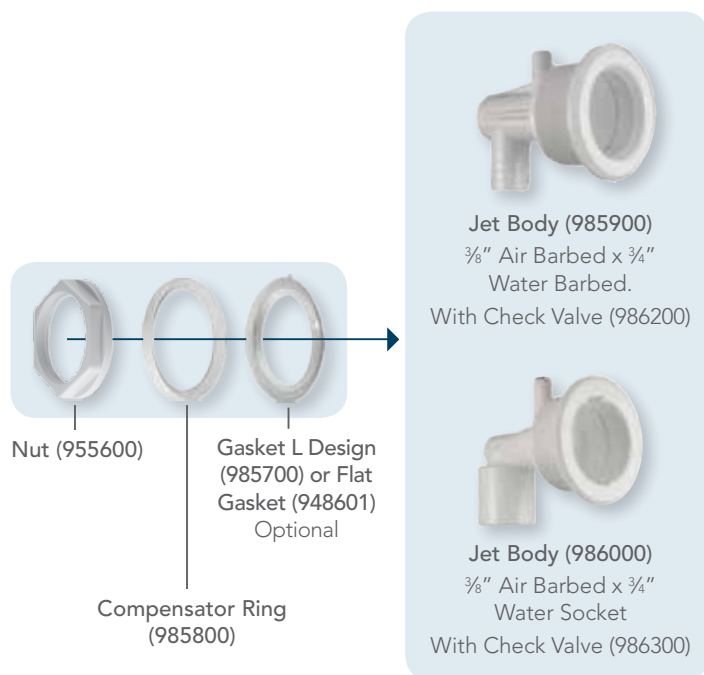 Jet Body (985900)
⅜” Air Barbed x ¾”
Water Barbed.
With Check Valve (986200)
Nut (955600)
Gasket L Design
(985700) or Flat
Gasket (948601)
Optional
Compensator Ring
(985800)
Jet Body (986000)
⅜” Air Barbed x ¾”
Water Socket
With Check Valve (986300)